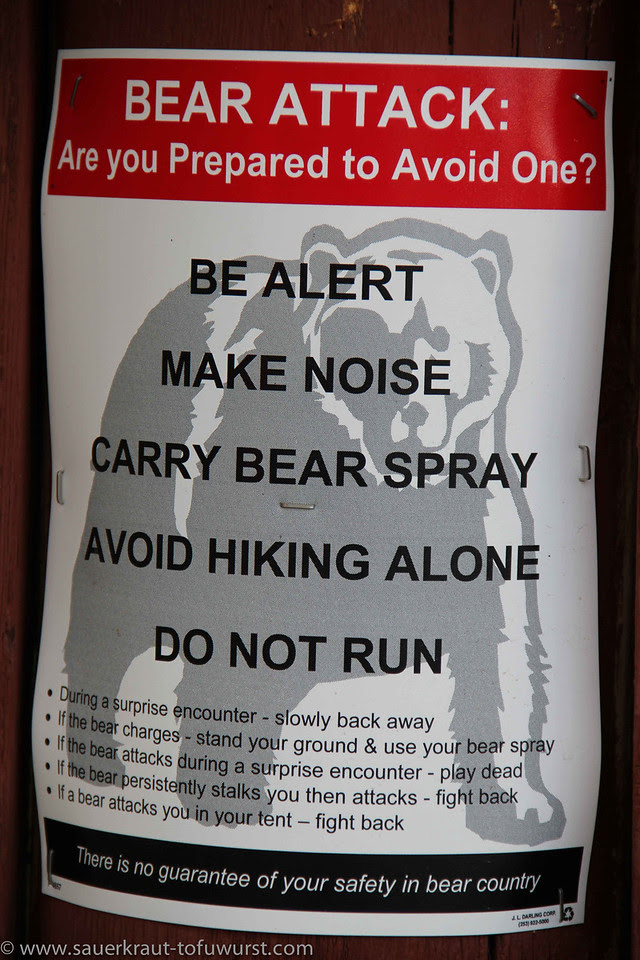 BEAR ATTACK:
Are you Prepared to Avoid One?
BE ALERT
MAKE NOISE
CARRY BEAR SPRAY
AVOID HIKING ALONE
DO NOT RUN
• During a surprise encounter - slowly back away
• If the bear charges - stand your ground & use your bear spray
• If the bear attacks during a surprise encounter - play dead
• If the bear persistently stalks you then attacks - fight back
• If a bear attacks you in your tent – fight back
There is no guarantee of your safety in bear country
J. L. DARLING CORP.
(253) 922-5000
© www.sauerkraut-tofuwurst.com